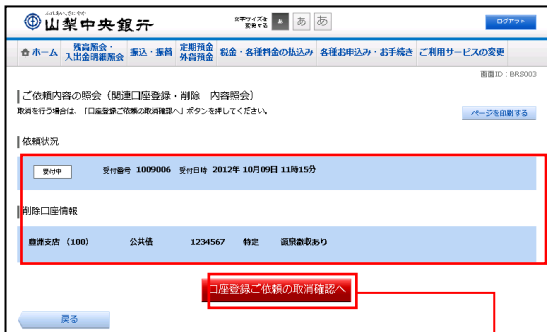 山梨中央銀行
文字サイズを変更する あ あ あ
ログアウト
ホーム 残高照会・入出金明細照会 振込・振替 定期預金 外貨預金 税金・各種料金の払込み 各種お申込み・お手続き ご利用サービスの変更
画面ID：BRS003
ご依頼内容の照会（関連口座登録・削除 内容照会）
取消を行う場合は、「口座登録ご依頼の取消確認へ」ボタンを押してください。
ページを印刷する
依頼状況
受付中 受付番号 1009006 受付日時 2012年 10月09日 11時15分
削除口座情報
豊洲支店 （100） 公共債 1234567 特定 源泉徴収あり
口座登録ご依頼の取消確認へ
戻る